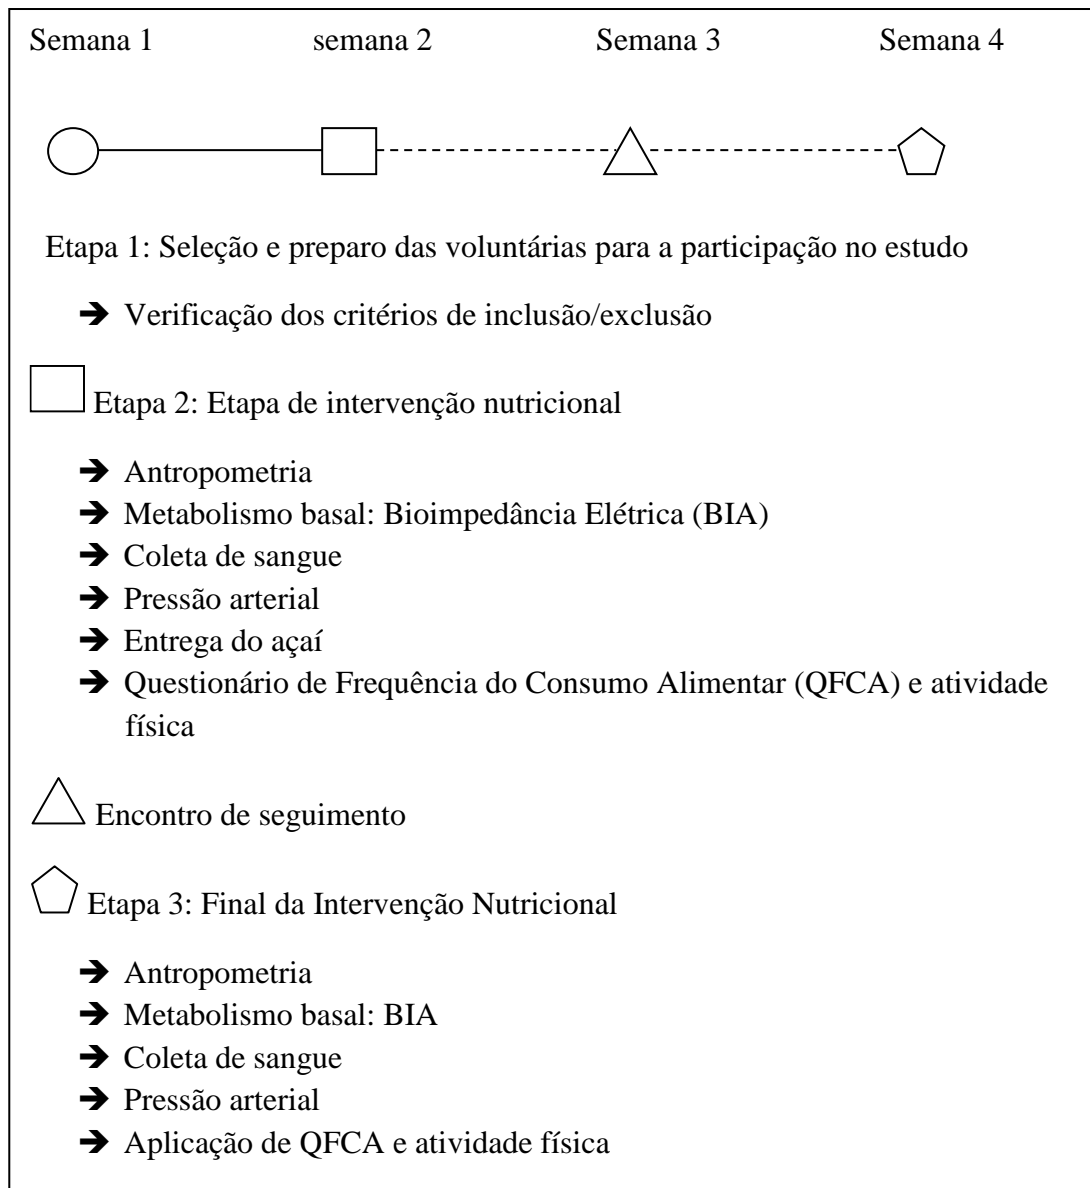 Semana 1 semana 2 Semana 3 Semana 4
Etapa 1: Seleção e preparo das voluntárias para a participação no estudo
➔ Verificação dos critérios de inclusão/exclusão
Etapa 2: Etapa de intervenção nutricional
➔ Antropometria
➔ Metabolismo basal: Bioimpedância Elétrica (BIA)
➔ Coleta de sangue
➔ Pressão arterial
➔ Entrega do açaí
➔ Questionário de Frequência do Consumo Alimentar (QFCA) e atividade
física
Encontro de seguimento
Etapa 3: Final da Intervenção Nutricional
➔ Antropometria
➔ Metabolismo basal: BIA
➔ Coleta de sangue
➔ Pressão arterial
➔ Aplicação de QFCA e atividade física